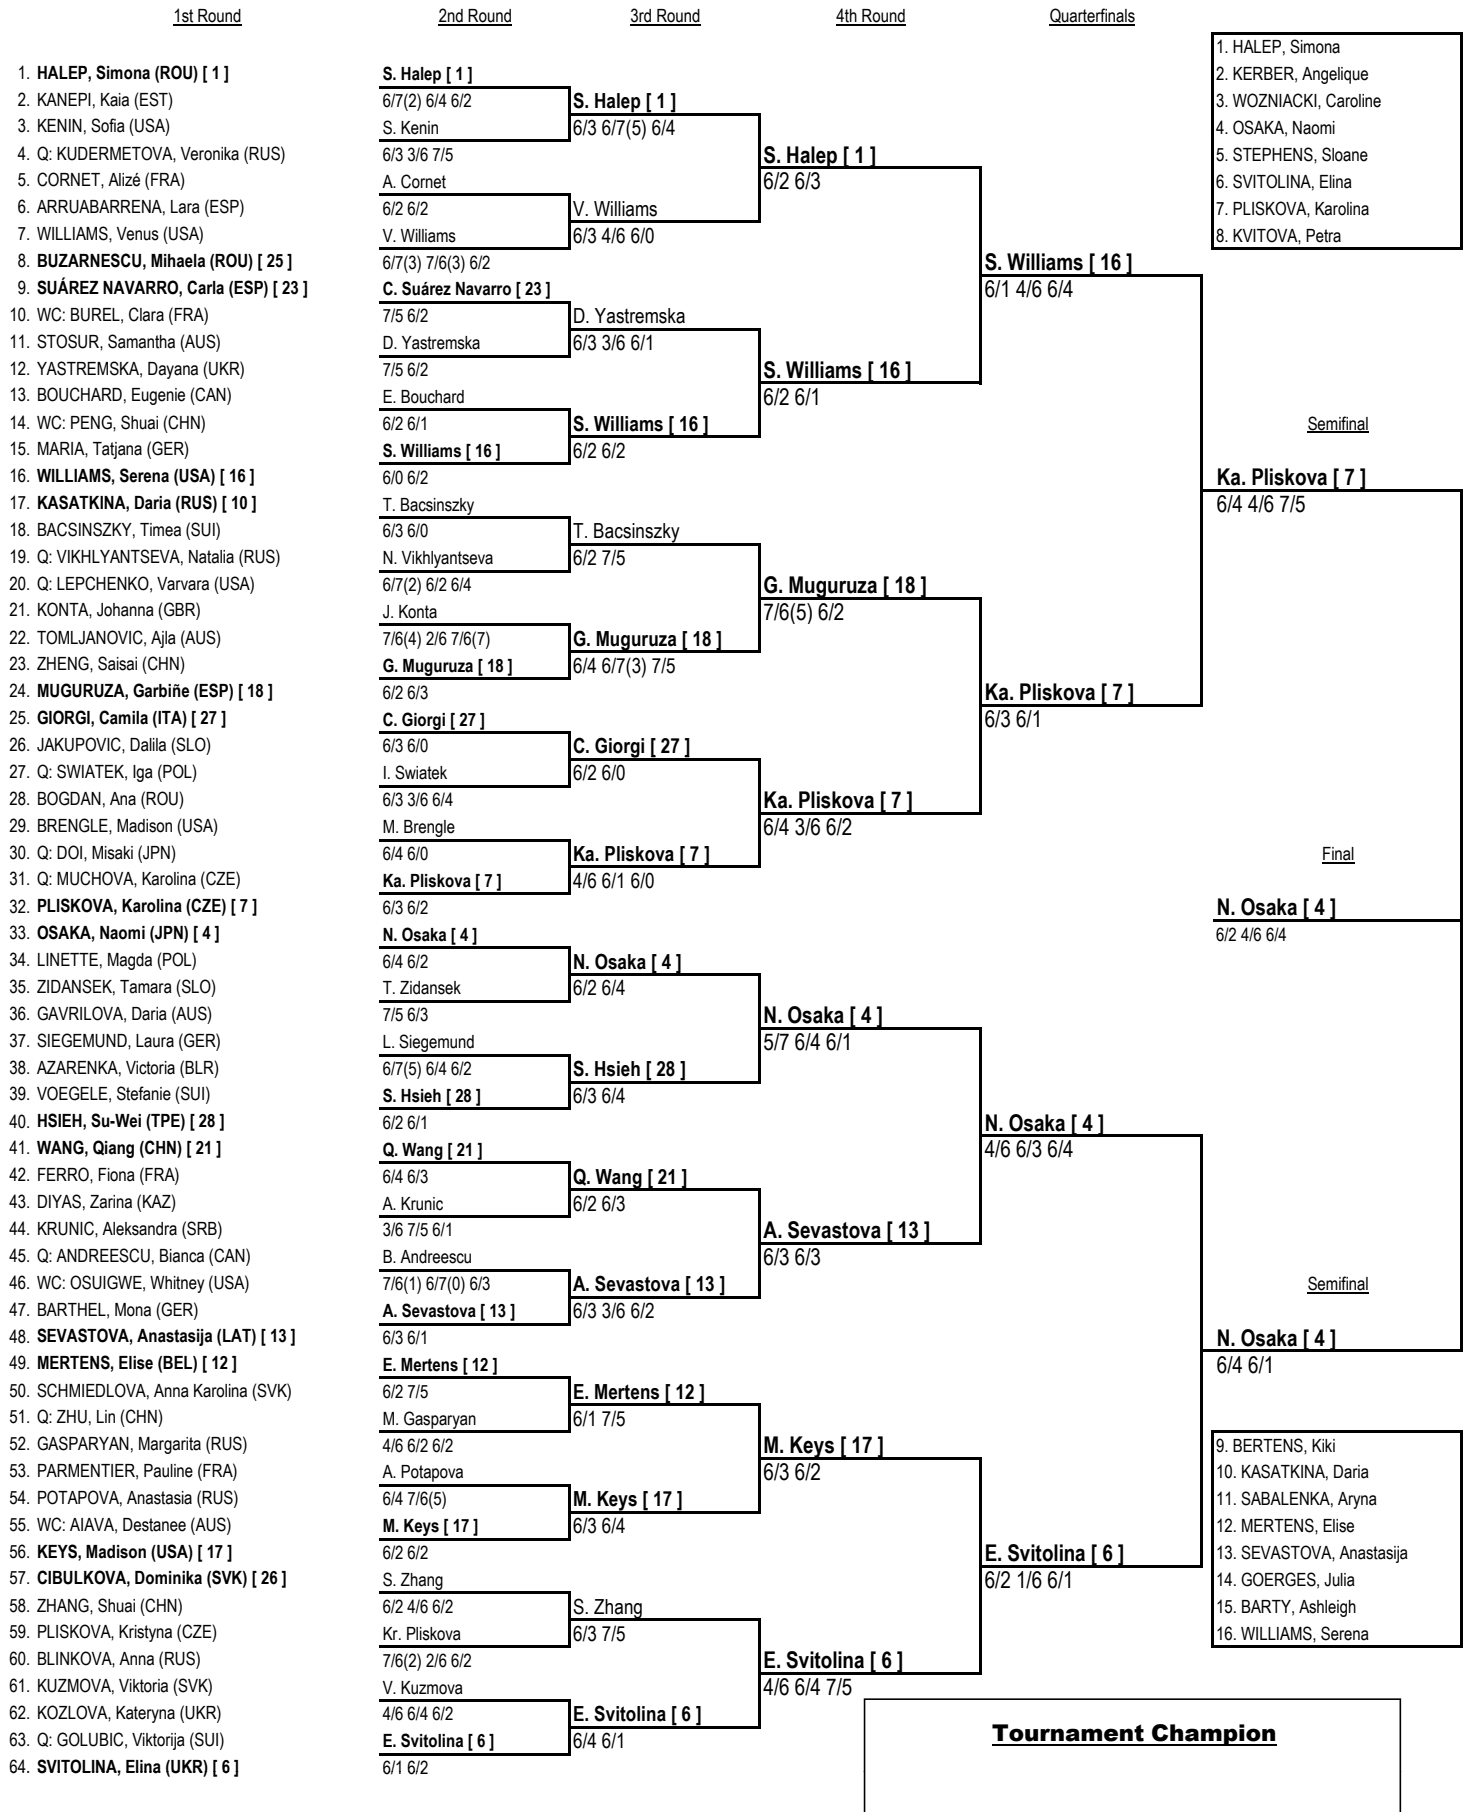 1st Round
2nd Round
3rd Round
4th Round
Quarterfinals
1. HALEP, Simona
2. KERBER, Angelique
3. WOZNIACKI, Caroline
4. OSAKA, Naomi
5. STEPHENS, Sloane
6. SVITOLINA, Elina
7. PLISKOVA, Karolina
8. KVITOVA, Petra
1. HALEP, Simona (ROU) [ 1 ]
2. KANEPI, Kaia (EST)
3. KENIN, Sofia (USA)
4. Q: KUDERMETOVA, Veronika (RUS)
5. CORNET, Alizé (FRA)
6. ARRUABARRENA, Lara (ESP)
7. WILLIAMS, Venus (USA)
8. BUZARNESCU, Mihaela (ROU) [ 25 ]
9. SUÁREZ NAVARRO, Carla (ESP) [ 23 ]
10. WC: BUREL, Clara (FRA)
11. STOSUR, Samantha (AUS)
12. YASTREMSKA, Dayana (UKR)
13. BOUCHARD, Eugenie (CAN)
14. WC: PENG, Shuai (CHN)
15. MARIA, Tatjana (GER)
16. WILLIAMS, Serena (USA) [ 16 ]
17. KASATKINA, Daria (RUS) [ 10 ]
18. BACSINSZKY, Timea (SUI)
19. Q: VIKHLYANTSEVA, Natalia (RUS)
20. Q: LEPCHENKO, Varvara (USA)
21. KONTA, Johanna (GBR)
22. TOMLJANOVIC, Ajla (AUS)
23. ZHENG, Saisai (CHN)
24. MUGURUZA, Garbiñe (ESP) [ 18 ]
25. GIORGI, Camila (ITA) [ 27 ]
26. JAKUPOVIC, Dalila (SLO)
27. Q: SWIATEK, Iga (POL)
28. BOGDAN, Ana (ROU)
29. BRENGLE, Madison (USA)
30. Q: DOI, Misaki (JPN)
31. Q: MUCHOVA, Karolina (CZE)
32. PLISKOVA, Karolina (CZE) [ 7 ]
33. OSAKA, Naomi (JPN) [ 4 ]
34. LINETTE, Magda (POL)
35. ZIDANSEK, Tamara (SLO)
36. GAVRILOVA, Daria (AUS)
37. SIEGEMUND, Laura (GER)
38. AZARENKA, Victoria (BLR)
39. VOEGELE, Stefanie (SUI)
40. HSIEH, Su-Wei (TPE) [ 28 ]
41. WANG, Qiang (CHN) [ 21 ]
42. FERRO, Fiona (FRA)
43. DIYAS, Zarina (KAZ)
44. KRUNIC, Aleksandra (SRB)
45. Q: ANDREESCU, Bianca (CAN)
46. WC: OSUIGWE, Whitney (USA)
47. BARTHEL, Mona (GER)
48. SEVASTOVA, Anastasija (LAT) [ 13 ]
49. MERTENS, Elise (BEL) [ 12 ]
50. SCHMIEDLOVA, Anna Karolina (SVK)
51. Q: ZHU, Lin (CHN)
52. GASPARYAN, Margarita (RUS)
53. PARMENTIER, Pauline (FRA)
54. POTAPOVA, Anastasia (RUS)
55. WC: AIAVA, Destanee (AUS)
56. KEYS, Madison (USA) [ 17 ]
57. CIBULKOVA, Dominika (SVK) [ 26 ]
58. ZHANG, Shuai (CHN)
59. PLISKOVA, Kristyna (CZE)
60. BLINKOVA, Anna (RUS)
61. KUZMOVA, Viktoria (SVK)
62. KOZLOVA, Kateryna (UKR)
63. Q: GOLUBIC, Viktorija (SUI)
64. SVITOLINA, Elina (UKR) [ 6 ]
S. Halep [ 1 ]
6/7(2) 6/4 6/2
S. Kenin
6/3 3/6 7/5
A. Cornet
6/2 6/2
V. Williams
6/7(3) 7/6(3) 6/2
C. Suárez Navarro [ 23 ]
7/5 6/2
D. Yastremska
7/5 6/2
E. Bouchard
6/2 6/1
S. Williams [ 16 ]
6/0 6/2
T. Bacsinszky
6/3 6/0
N. Vikhlyantseva
6/7(2) 6/2 6/4
J. Konta
7/6(4) 2/6 7/6(7)
G. Muguruza [ 18 ]
6/2 6/3
C. Giorgi [ 27 ]
6/3 6/0
I. Swiatek
6/3 3/6 6/4
M. Brengle
6/4 6/0
Ka. Pliskova [ 7 ]
6/3 6/2
N. Osaka [ 4 ]
6/4 6/2
T. Zidansek
7/5 6/3
L. Siegemund
6/7(5) 6/4 6/2
S. Hsieh [ 28 ]
6/2 6/1
Q. Wang [ 21 ]
6/4 6/3
A. Krunic
3/6 7/5 6/1
B. Andreescu
7/6(1) 6/7(0) 6/3
A. Sevastova [ 13 ]
6/3 6/1
E. Mertens [ 12 ]
6/2 7/5
M. Gasparyan
4/6 6/2 6/2
A. Potapova
6/4 7/6(5)
M. Keys [ 17 ]
6/2 6/2
S. Zhang
6/2 4/6 6/2
Kr. Pliskova
7/6(2) 2/6 6/2
V. Kuzmova
4/6 6/4 6/2
E. Svitolina [ 6 ]
6/1 6/2
S. Halep [ 1 ]
6/3 6/7(5) 6/4
V. Williams
6/3 4/6 6/0
D. Yastremska
6/3 3/6 6/1
S. Williams [ 16 ]
6/2 6/2
T. Bacsinszky
6/2 7/5
G. Muguruza [ 18 ]
6/4 6/7(3) 7/5
C. Giorgi [ 27 ]
6/2 6/0
Ka. Pliskova [ 7 ]
4/6 6/1 6/0
N. Osaka [ 4 ]
6/2 6/4
S. Hsieh [ 28 ]
6/3 6/4
Q. Wang [ 21 ]
6/2 6/3
A. Sevastova [ 13 ]
6/3 3/6 6/2
E. Mertens [ 12 ]
6/1 7/5
M. Keys [ 17 ]
6/3 6/4
S. Zhang
6/3 7/5
E. Svitolina [ 6 ]
6/4 6/1
S. Halep [ 1 ]
6/2 6/3
S. Williams [ 16 ]
6/2 6/1
G. Muguruza [ 18 ]
7/6(5) 6/2
Ka. Pliskova [ 7 ]
6/4 3/6 6/2
N. Osaka [ 4 ]
5/7 6/4 6/1
A. Sevastova [ 13 ]
6/3 6/3
M. Keys [ 17 ]
6/3 6/2
E. Svitolina [ 6 ]
4/6 6/4 7/5
S. Williams [ 16 ]
6/1 4/6 6/4
Ka. Pliskova [ 7 ]
6/3 6/1
N. Osaka [ 4 ]
4/6 6/3 6/4
E. Svitolina [ 6 ]
6/2 1/6 6/1
Semifinal
Ka. Pliskova [ 7 ]
6/4 4/6 7/5
Final
N. Osaka [ 4 ]
6/2 4/6 6/4
Semifinal
N. Osaka [ 4 ]
6/4 6/1
9. BERTENS, Kiki
10. KASATKINA, Daria
11. SABALENKA, Aryna
12. MERTENS, Elise
13. SEVASTOVA, Anastasija
14. GOERGES, Julia
15. BARTY, Ashleigh
16. WILLIAMS, Serena
Tournament Champion